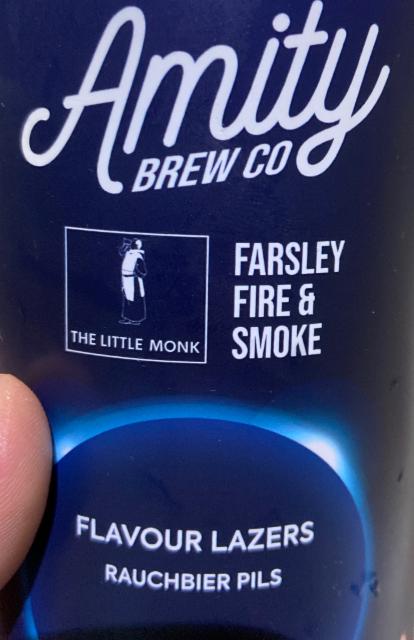 Amity
BREW CO
THE LITTLE MONK
FARSLEY
FIRE &
SMOKE
FLAVOUR LAZERS
RAUCHBIER PILS